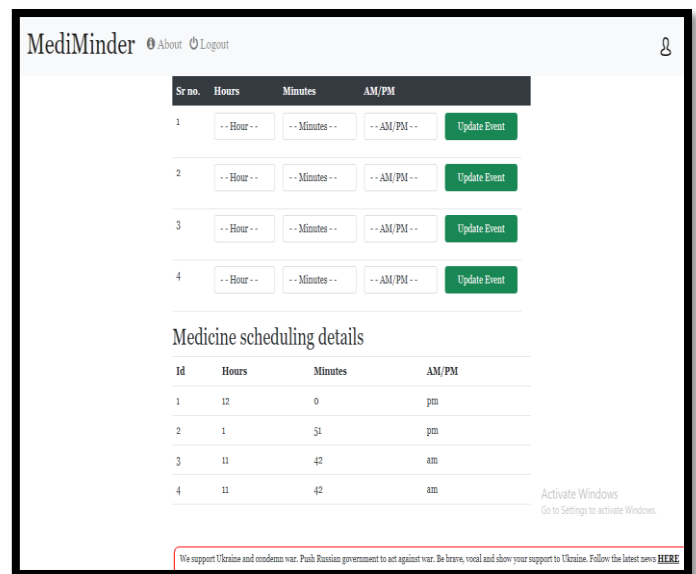 MediMinder About Logout
Sr no. Hours Minutes AM/PM
1 - - Hour - - - - Minutes - - - - AM/PM - - Update Event
2 - - Hour - - - - Minutes - - - - AM/PM - - Update Event
3 - - Hour - - - - Minutes - - - - AM/PM - - Update Event
4 - - Hour - - - - Minutes - - - - AM/PM - - Update Event
Medicine scheduling details
Id Hours Minutes AM/PM
1 12 0 pm
2 1 51 pm
3 11 42 am
4 11 42 am
Activate Windows
Go to Settings to activate Windows.
We support Ukraine and condemn war. Push Russian government to act against war. Be brave, vocal and show your support to Ukraine. Follow the latest news HERE